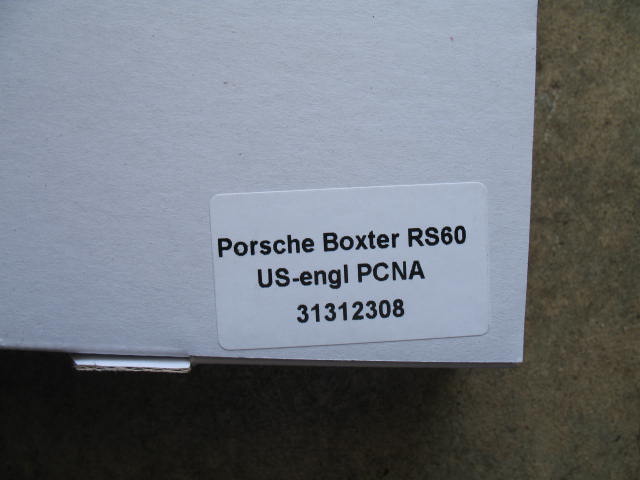 Porsche Boxter RS60
US-engl PCNA
31312308